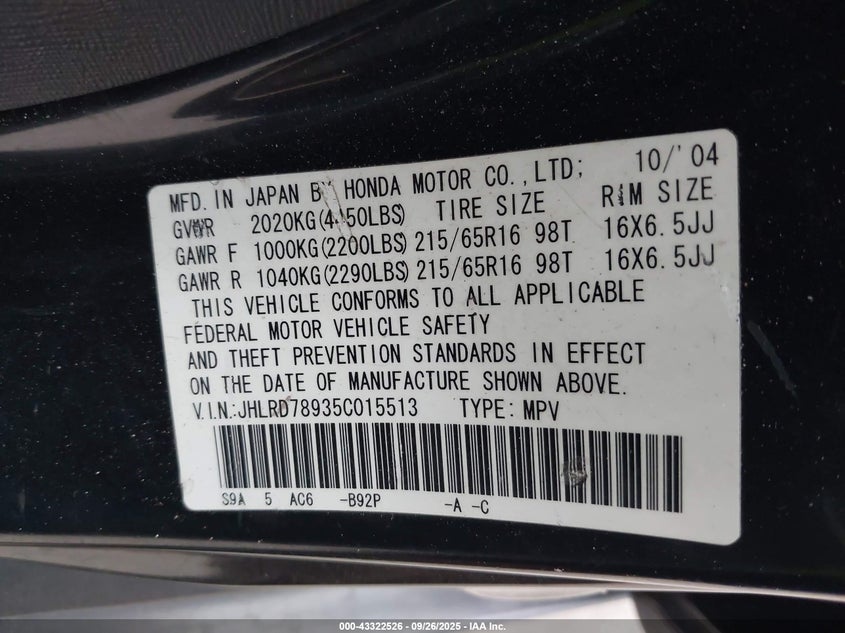 MFD. IN JAPAN BY HONDA MOTOR CO., LTD; 10/'04
GVWR 2020KG(4450LBS) TIRE SIZE RIM SIZE
GAWR F 1000KG(2200LBS) 215/65R16 98T 16X6.5JJ
GAWR R 1040KG(2290LBS) 215/65R16 98T 16X6.5JJ
THIS VEHICLE CONFORMS TO ALL APPLICABLE
FEDERAL MOTOR VEHICLE SAFETY
AND THEFT PREVENTION STANDARDS IN EFFECT
ON THE DATE OF MANUFACTURE SHOWN ABOVE.
V.I.N.:JHLRD78935C015513 TYPE: MPV
S9A 5 AC6 -B92P -A -C
000-43322526 - 09/26/2025 - IAA Inc.